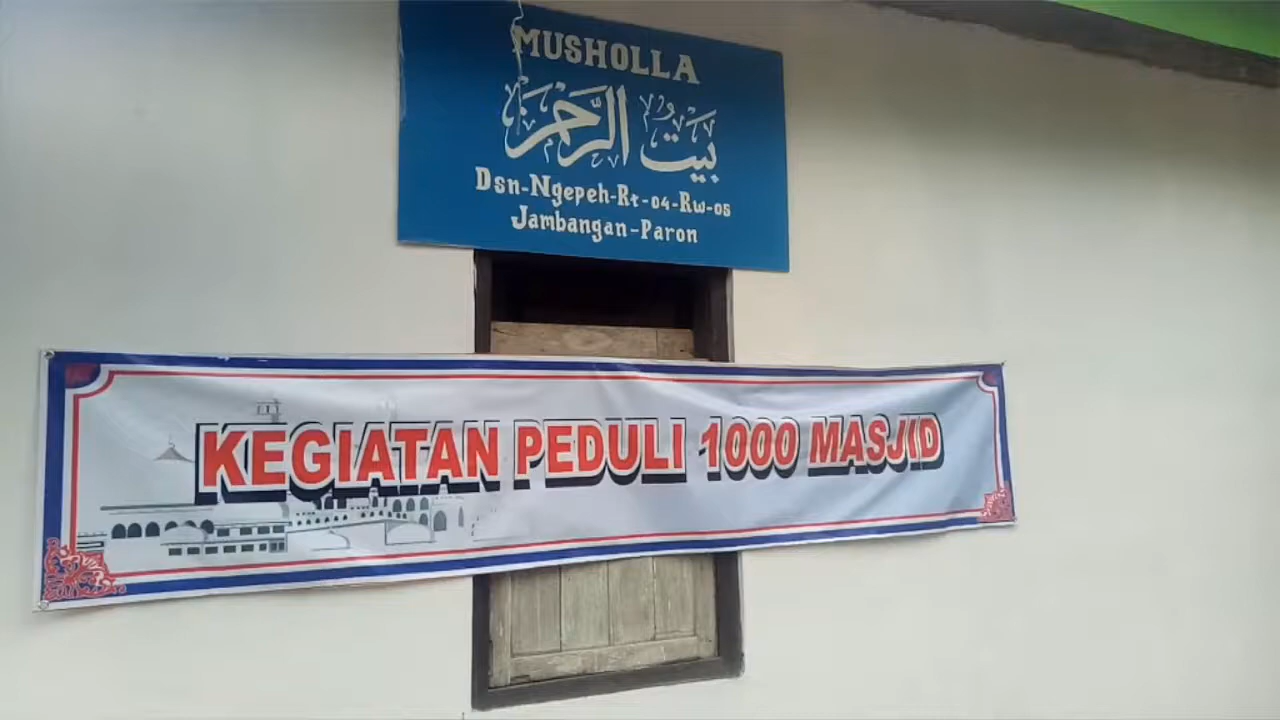 MUSHOLLA
بيت الرحمن
Dsn-Ngepeh-Rt-04-Rw-05
Jambangan-Paron
KEGIATAN PEDULI 1000 MASJID